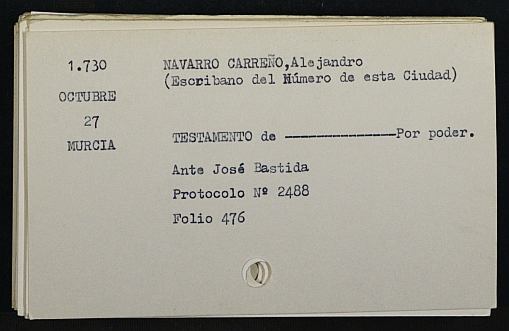 1.730
OCTUBRE
27
MURCIA
NAVARRO CARREÑO,Alejandro
(Escribano del Número de esta Ciudad)
TESTAMENTO de ---------------Por poder.
Ante José Bastida
Protocolo Nº 2488
Folio 476